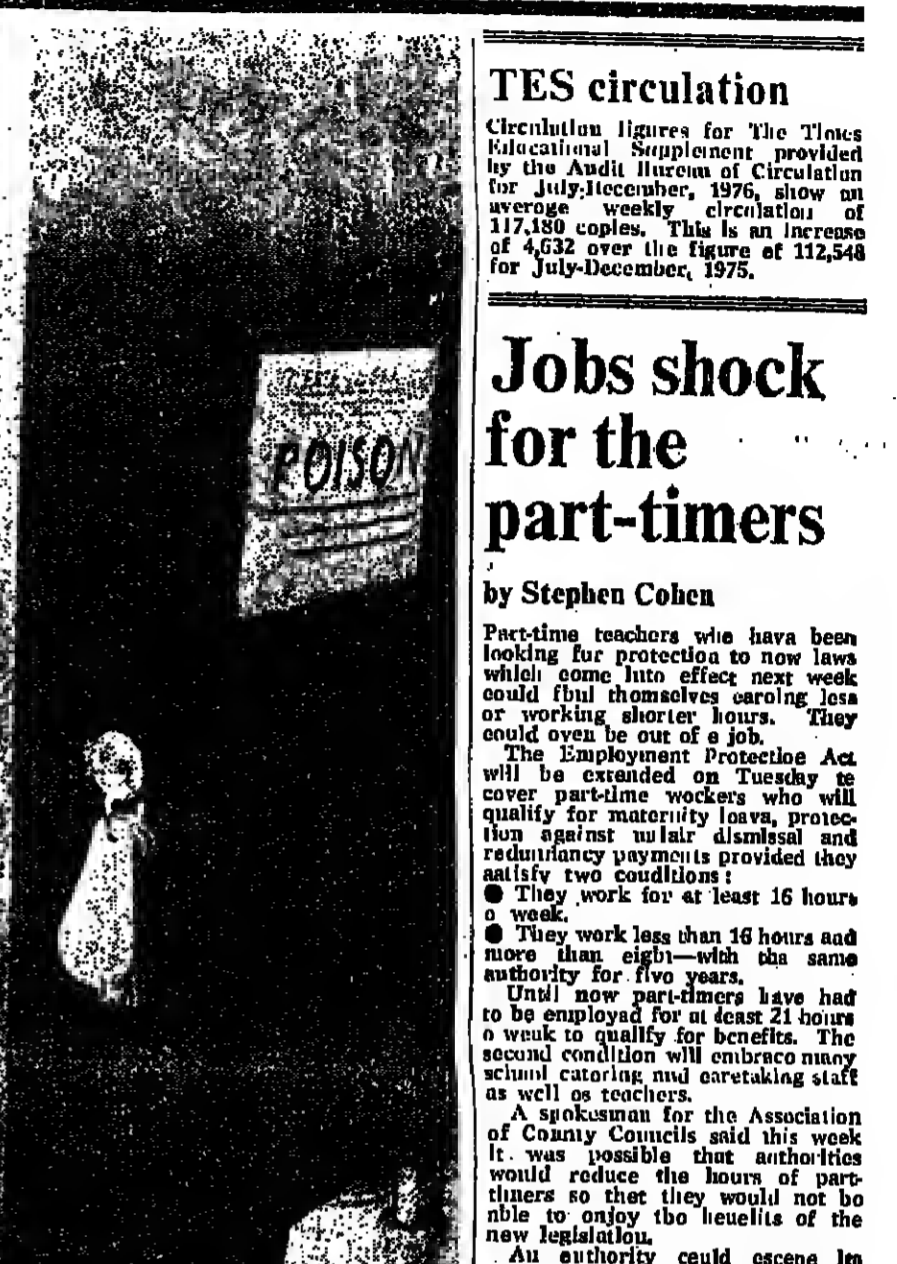 POISON
TES circulation
Circulation figures for The Times
Educational Supplement provided
by the Audit Bureau of Circulation
for July-December, 1976, show an
average weekly circulation of
117,180 copies. This is an increase
of 4,632 over the figure of 112,548
for July-December, 1975.
Jobs shock
for the
part-timers
by Stephen Cohen
Part-time teachers who have been
looking for protection to new laws
which come into effect next week
could find themselves earning less
or working shorter hours. They
could even be out of a job.
The Employment Protection Act
will be extended on Tuesday to
cover part-time workers who will
qualify for maternity leave, protec-
tion against unfair dismissal and
redundancy payments provided they
satisfy two conditions:
● They work for at least 16 hours
a week.
● They work less than 16 hours and
more than eight—with the same
authority for five years.
Until now part-timers have had
to be employed for at least 21 hours
a week to qualify for benefits. The
second condition will embrace many
school catering and caretaking staff
as well as teachers.
A spokesman for the Association
of County Councils said this week
it was possible that authorities
would reduce the hours of part-
timers so that they would not be
able to enjoy the benefits of the
new legislation.
An authority could escape its